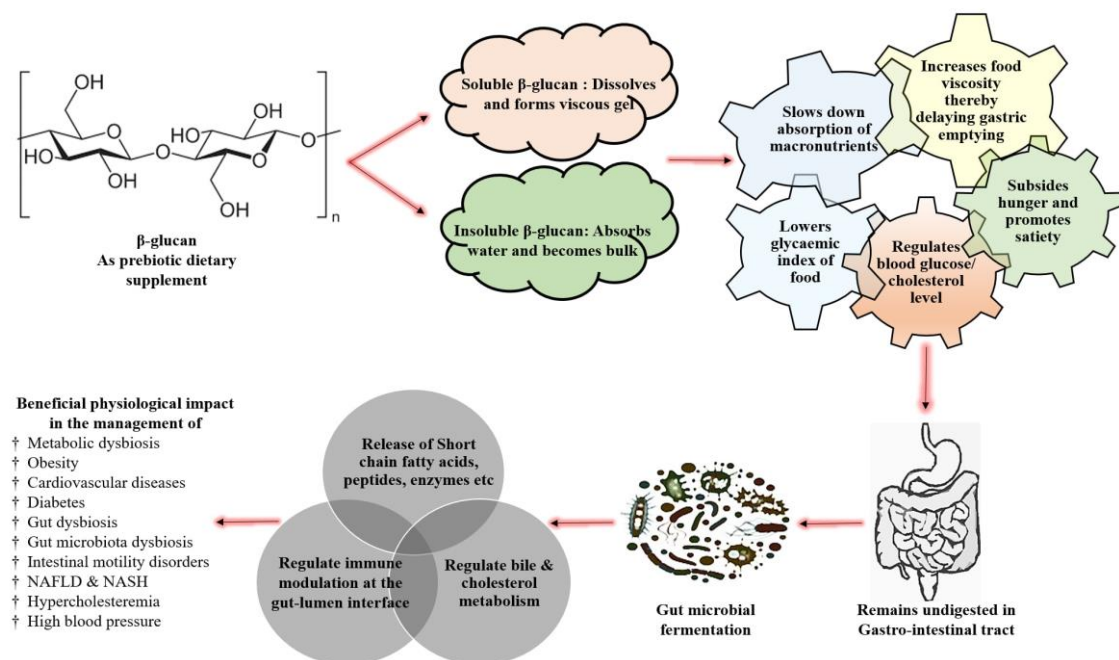 OH
OH
O
HO
HO
O
O
OH
HO
O
OH
n
β-glucan
As prebiotic dietary
supplement
Soluble β-glucan : Dissolves
and forms viscous gel
Insoluble β-glucan: Absorbs
water and becomes bulk
Slows down
absorption of
macronutrients
Increases food
viscosity
thereby
delaying gastric
emptying
Subsides
hunger and
promotes
satiety
Lowers
glycaemic
index of
food
Regulates
blood glucose/
cholesterol
level
Remains undigested in
Gastro-intestinal tract
Gut microbial
fermentation
Release of Short
chain fatty acids,
peptides, enzymes etc
Regulate immune
modulation at the
gut-lumen interface
Regulate bile &
cholesterol
metabolism
Beneficial physiological impact
in the management of
† Metabolic dysbiosis
† Obesity
† Cardiovascular diseases
† Diabetes
† Gut dysbiosis
† Gut microbiota dysbiosis
† Intestinal motility disorders
† NAFLD & NASH
† Hypercholesteremia
† High blood pressure